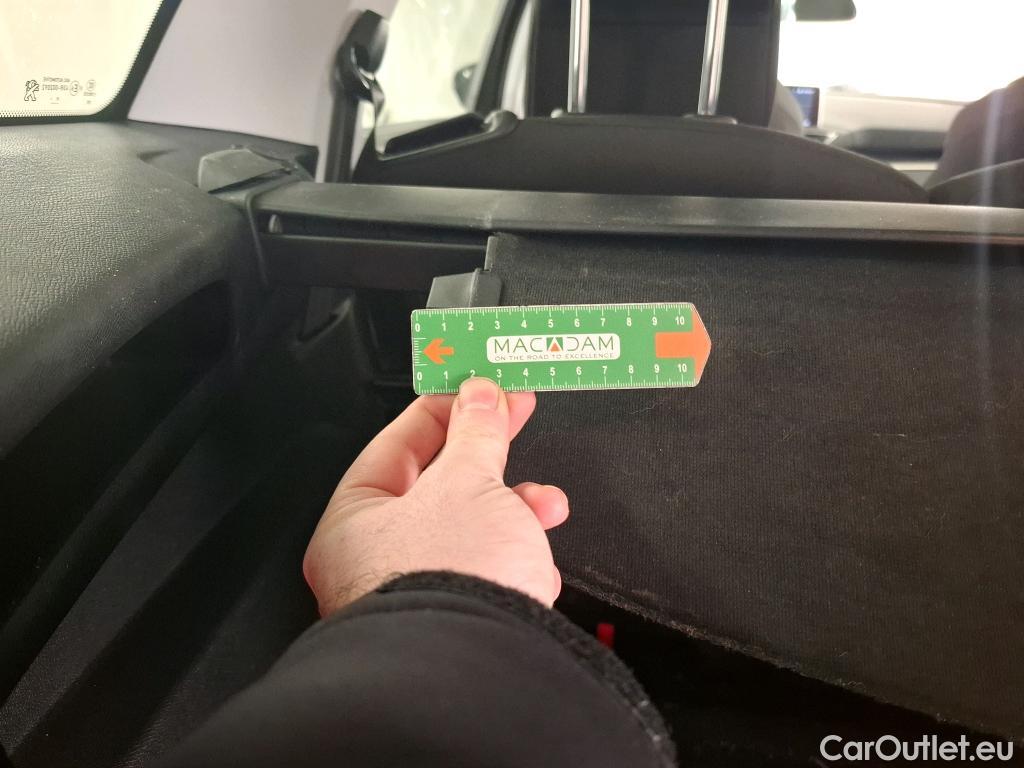 0 1 2 3 4 5 6 7 8 9 10
MACADAM
ON THE ROAD TO EXCELLENCE
0 1 2 3 4 5 6 7 8 9 10
CarOutlet.eu